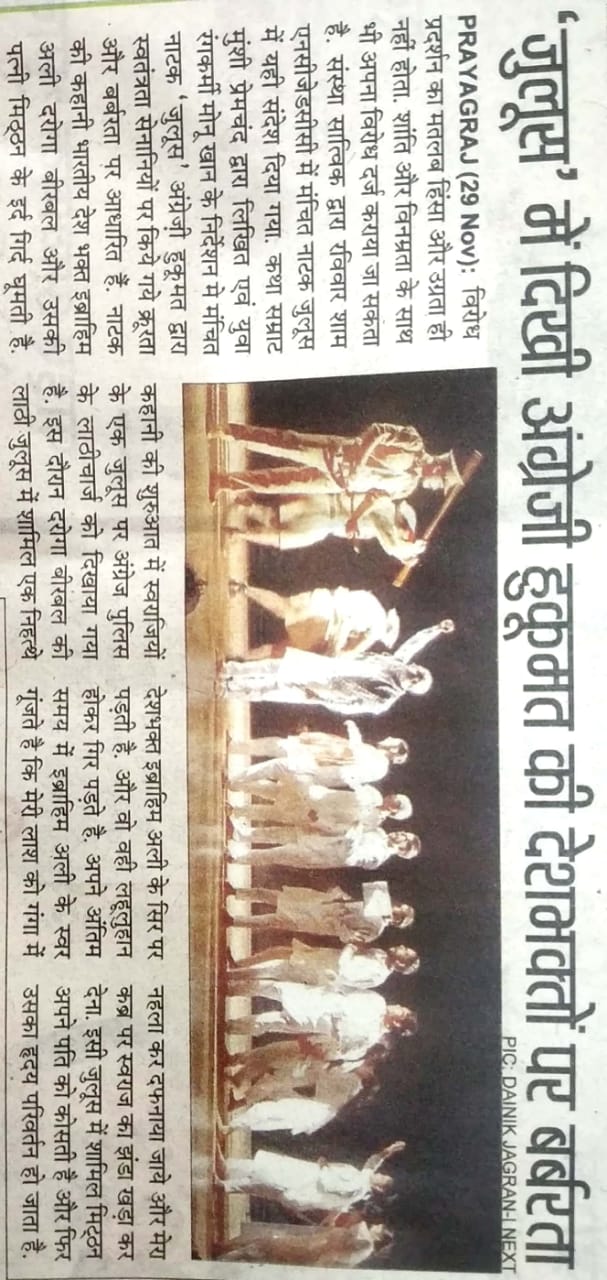 ‘जुलूस’ में दिखी अंग्रेजी हुकूमत की देशभक्तों पर बर्बरता
PIC: DAINIK JAGRAN-I NEXT
PRAYAGRAJ (29 Nov): विरोध
प्रदर्शन का मतलब हिंसा और उग्रता ही
नहीं होता. शांति और विनम्रता के साथ
भी अपना विरोध दर्ज कराया जा सकता
है. संस्था सात्विक द्वारा रविवार शाम
एनसीजेडसीसी में मंचित नाटक जुलूस
में यही संदेश दिया गया. कथा सम्राट
मुंशी प्रेमचंद द्वारा लिखित एवं युवा
रंगकर्मी मोनू खान के निर्देशन मे मंचित
नाटक ‘जुलूस’ अंग्रेज़ी हुकूमत द्वारा
स्वतंत्रता सेनानियों पर किये गये क्रूरता
और बर्बरता पर आधारित हैं. नाटक
की कहानी भारतीय देश भक्त इब्राहिम
अली दरोगा बीरबल और उसकी
पत्नी मिट्ठन के इर्द गिर्द घूमती है.
कहानी की शुरुआत में स्वराजियों
के एक जुलूस पर अंग्रेज पुलिस
के लाठीचार्ज को दिखाया गया
है. इस दौरान दरोगा बीरबल की
लाठी जुलूस में शामिल एक निहत्थे
देशभक्त इब्राहिम अली के सिर पर
पड़ती है. और वो वही लहूलुहान
होकर गिर पड़ते है. अपने अंतिम
समय में इब्राहिम अली के स्वर
गूंजते है कि मेरी लाश को गंगा में
नहला कर दफनाया जाये और मेरा
कब्र पर स्वराज का झंडा खड़ा कर
देना. इसी जुलूस में शामिल मिट्ठन
अपने पति को कोसती है और फिर
उसका हृदय परिवर्तन हो जाता है.